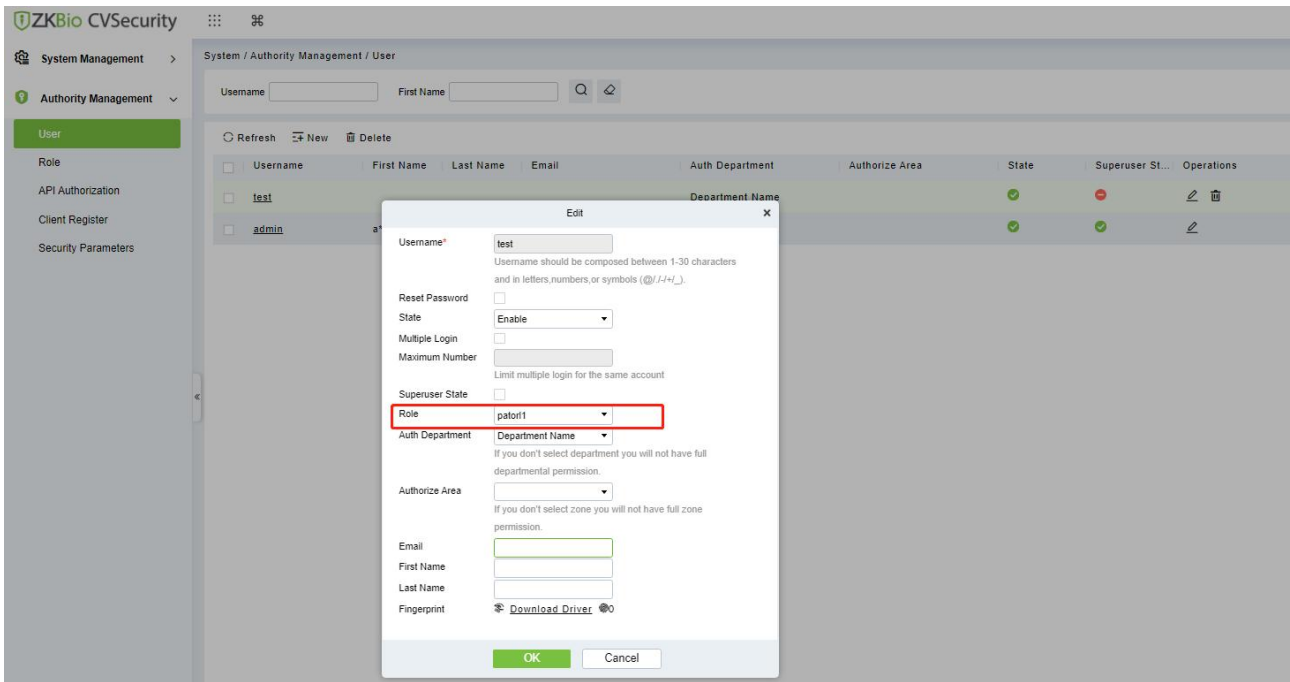 ZKBio CVSecurity
System Management
System / Authority Management / User
Authority Management
Username
First Name
User
Refresh New Delete
Role
Username First Name Last Name Email Auth Department Authorize Area State Superuser St... Operations
API Authorization
test Department Name
Client Register
admin a*
Security Parameters
Edit
Username* test
Username should be composed between 1-30 characters
and in letters,numbers,or symbols (@/./-/+/_).
Reset Password
State Enable
Multiple Login
Maximum Number
Limit multiple login for the same account
Superuser State
Role patorl1
Auth Department Department Name
If you don't select department you will not have full
departmental permission.
Authorize Area
If you don't select zone you will not have full zone
permission.
Email
First Name
Last Name
Fingerprint Download Driver 0
OK Cancel